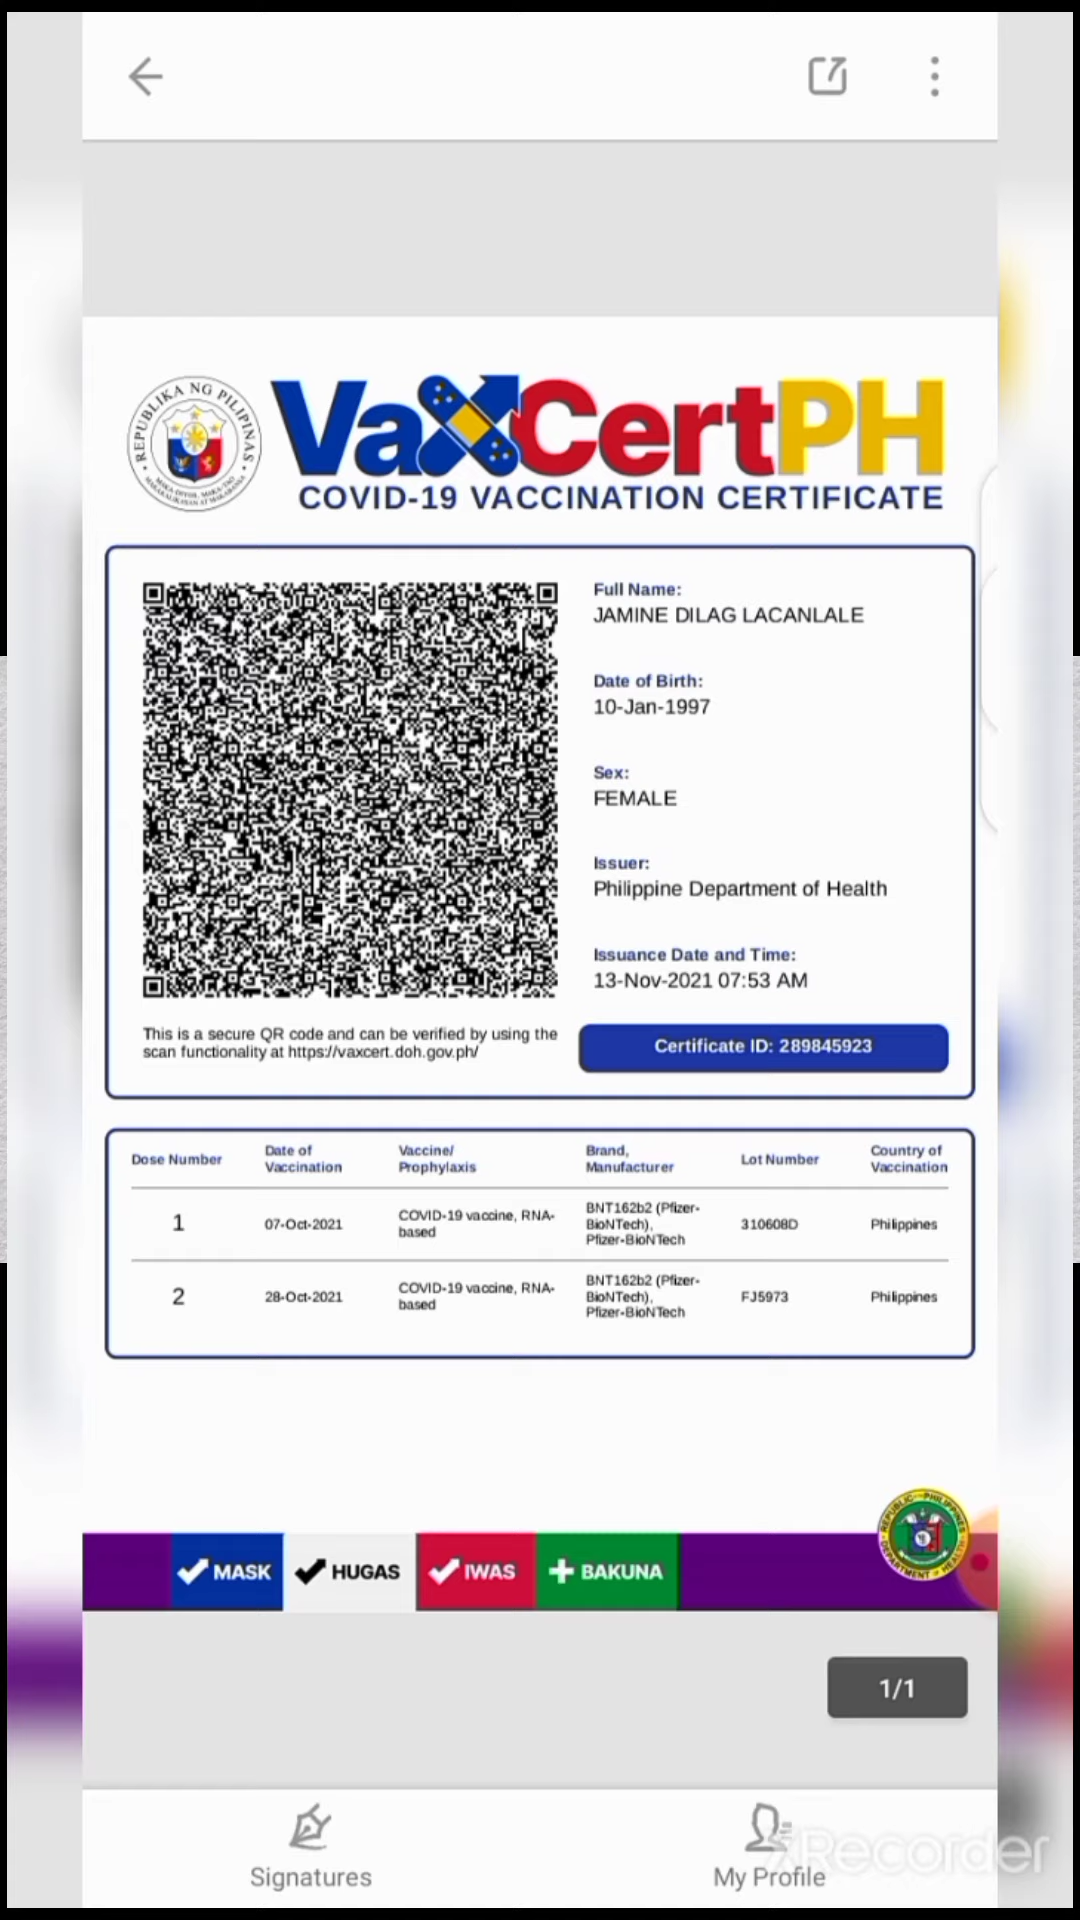 REPUBLIKA NG PILIPINAS
VaxCertPH
COVID-19 VACCINATION CERTIFICATE
Full Name:
JAMINE DILAG LACANLALE
Date of Birth:
10-Jan-1997
Sex:
FEMALE
Issuer:
Philippine Department of Health
Issuance Date and Time:
13-Nov-2021 07:53 AM
This is a secure QR code and can be verified by using the
scan functionality at https://vaxcert.doh.gov.ph/
Certificate ID: 289845923
Dose Number Date of Vaccination Vaccine/ Prophylaxis Brand, Manufacturer Lot Number Country of Vaccination
1 07-Oct-2021 COVID-19 vaccine, RNA-based BNT162b2 (Pfizer-BioNTech), Pfizer-BioNTech 310608D Philippines
2 28-Oct-2021 COVID-19 vaccine, RNA-based BNT162b2 (Pfizer-BioNTech), Pfizer-BioNTech FJ5973 Philippines
MASK HUGAS IWAS BAKUNA
1/1
Signatures
My Profile
XRecorder